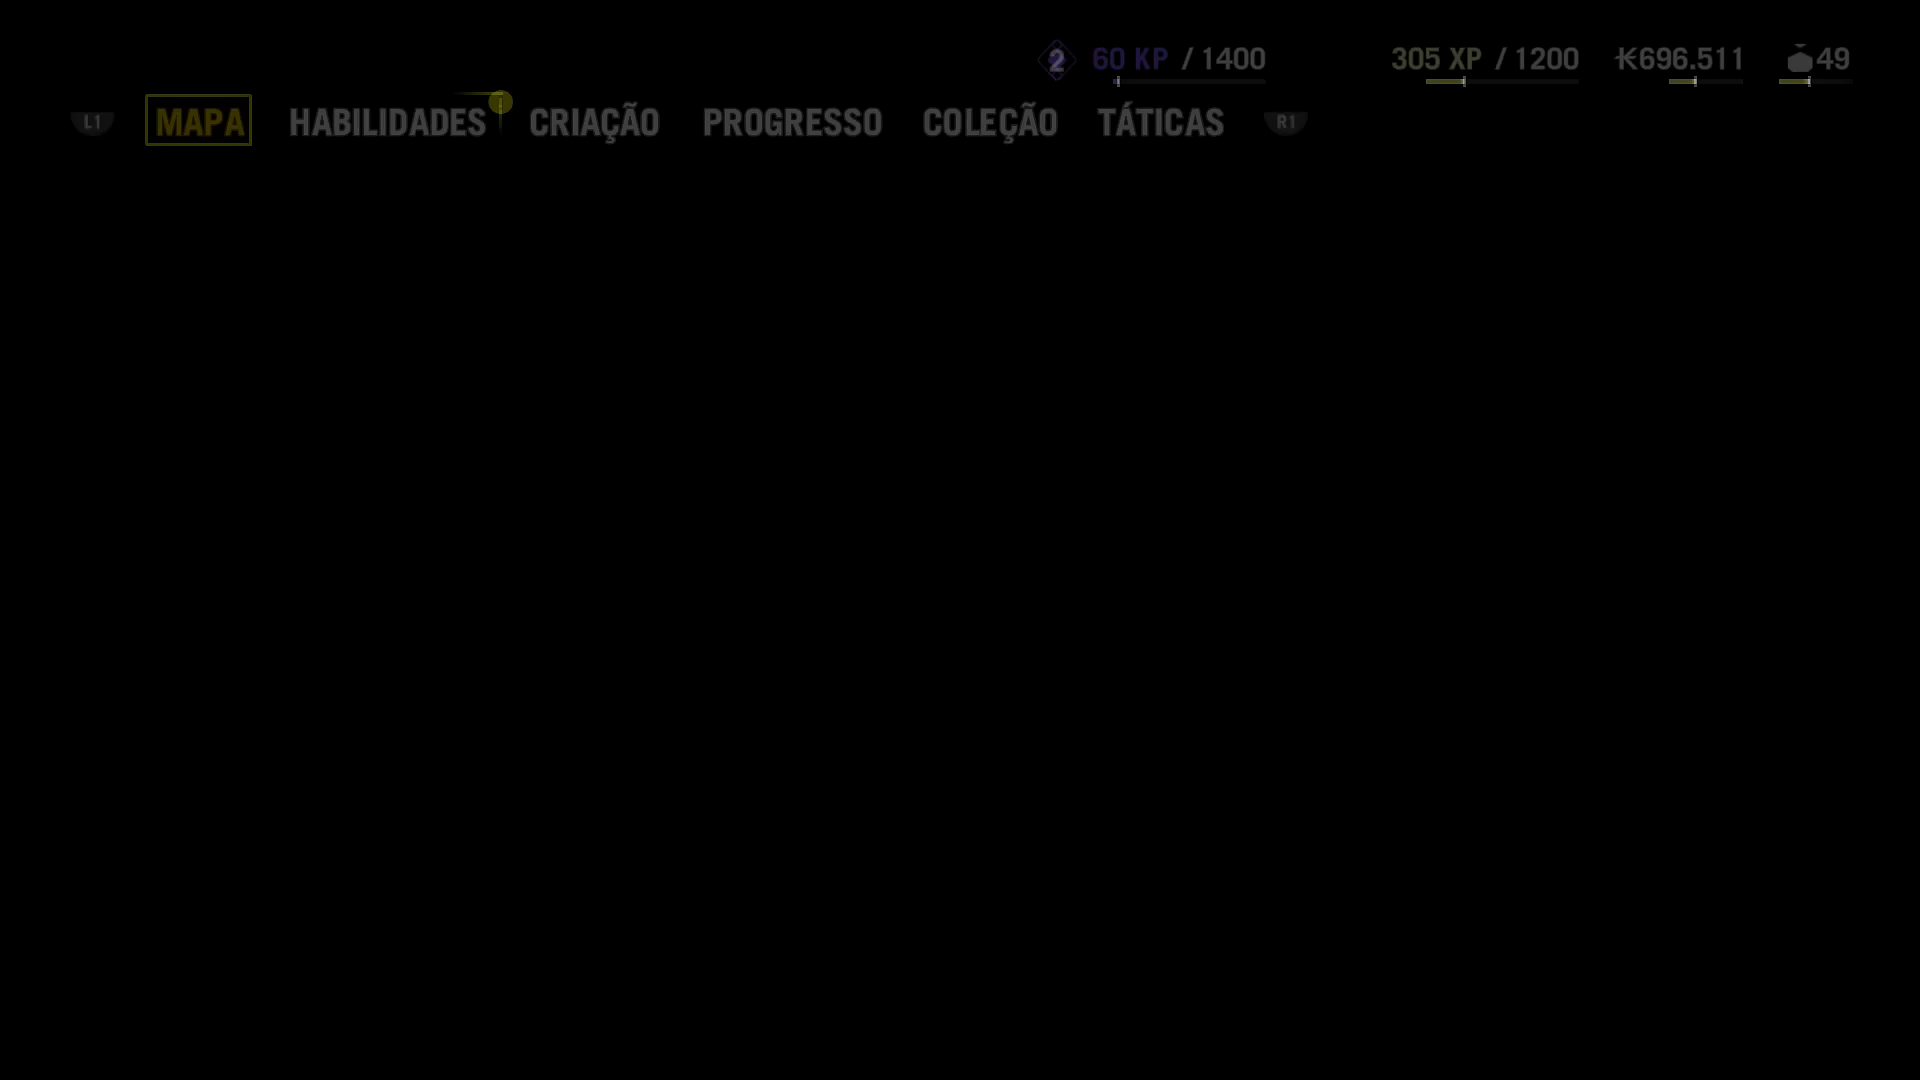 2 60 KP / 1400 305 XP / 1200 ₭696.511 49
L1 MAPA HABILIDADES CRIAÇÃO PROGRESSO COLEÇÃO TÁTICAS R1